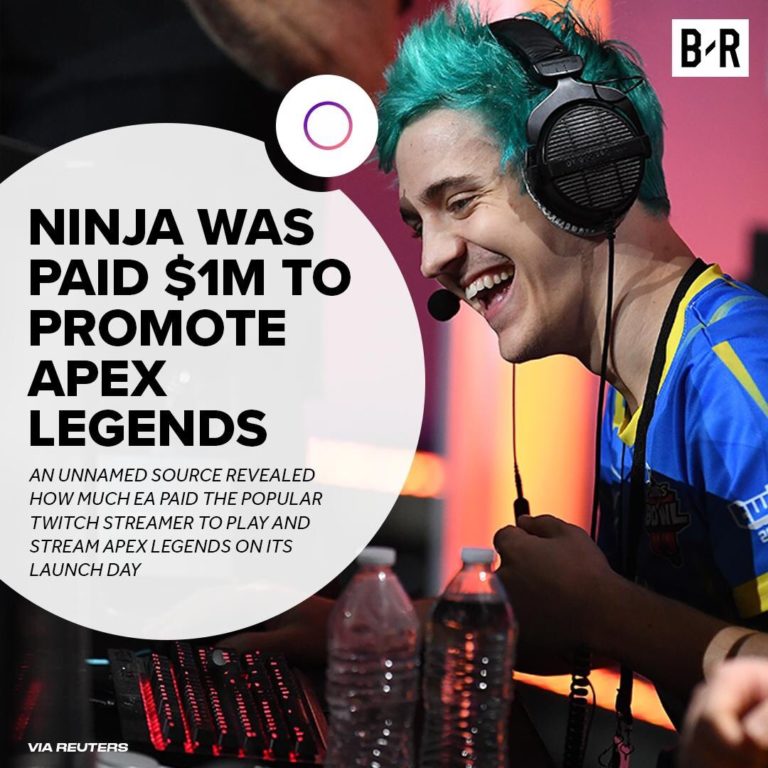 B/R
NINJA WAS
PAID $1M TO
PROMOTE
APEX
LEGENDS
AN UNNAMED SOURCE REVEALED
HOW MUCH EA PAID THE POPULAR
TWITCH STREAMER TO PLAY AND
STREAM APEX LEGENDS ON ITS
LAUNCH DAY
VIA REUTERS